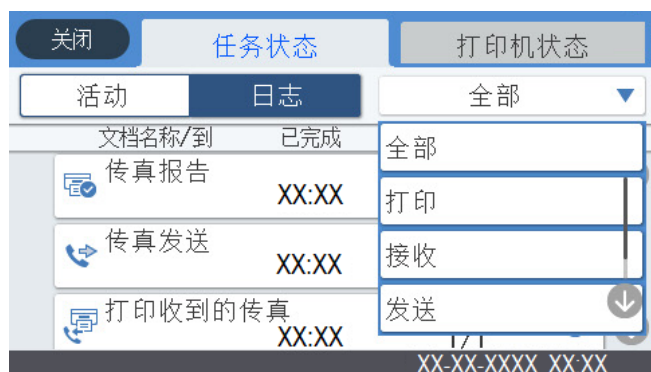 关闭 任务状态 打印机状态
活动 日志 全部
文档名称/到 已完成
全部
传真报告
XX:XX
打印
传真发送
XX:XX
接收
打印收到的传真
XX:XX
发送
1/1
XX-XX-XXXX XX:XX